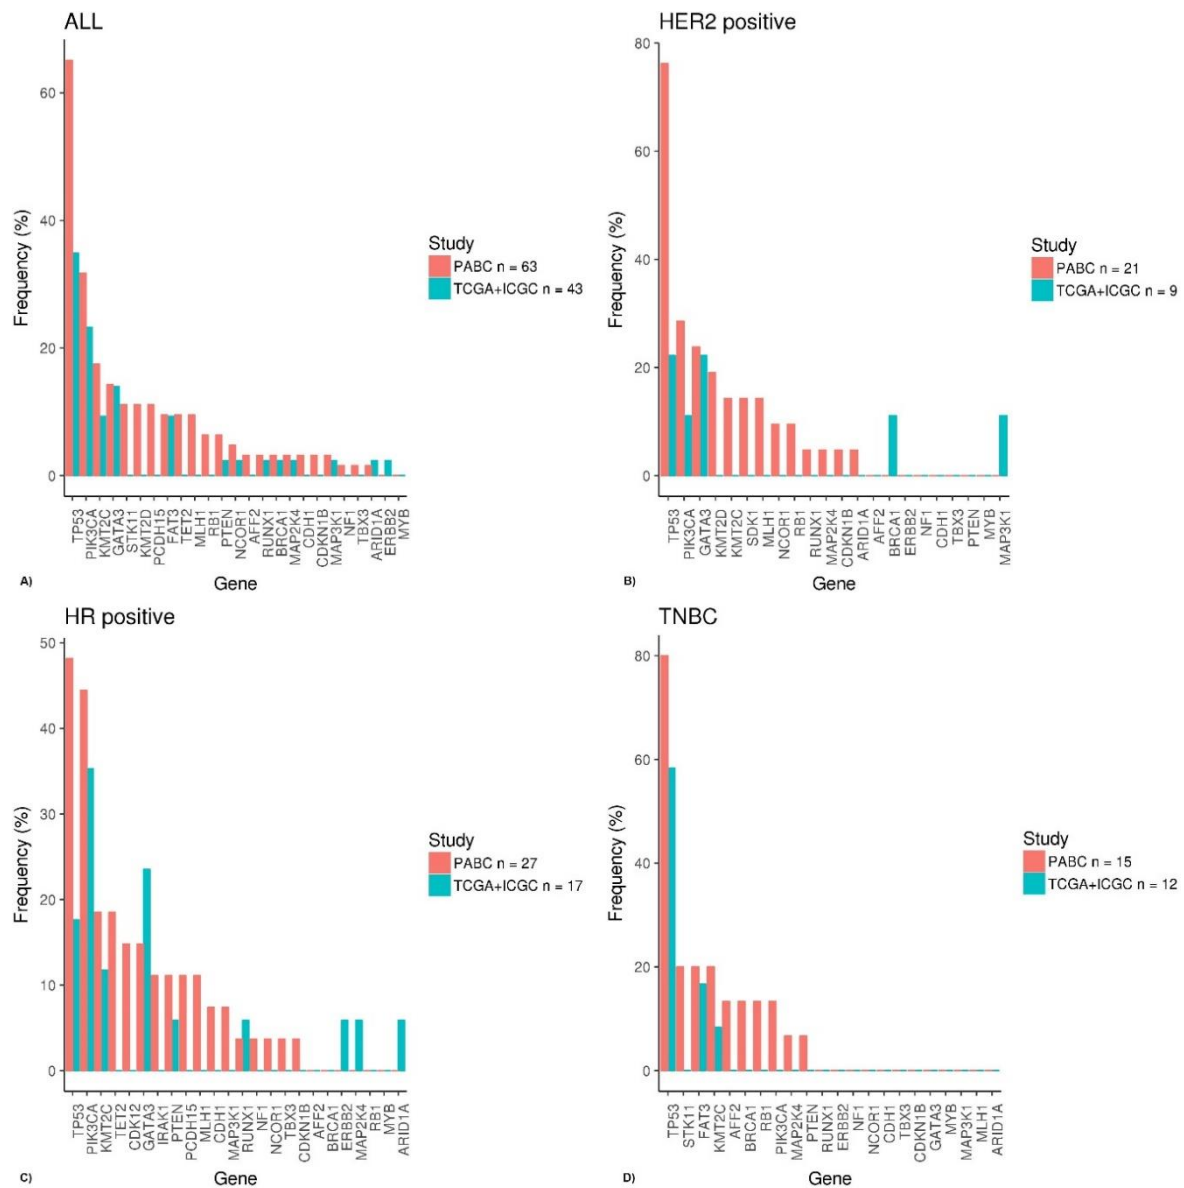 ALL
Frequency (%)
60
40
20
0
Study
PABC n = 63
TCGA+ICGC n = 43
TP53
PIK3CA
KMT2C
GATA3
STK11
KMT2D
PCDH15
FAT3
TET2
MLH1
RB1
PTEN
NCOR1
AFF2
RUNX1
BRCA1
MAP2K4
CDH1
CDKN1B
MAP3K1
NF1
TBX3
ARID1A
ERBB2
MYB
A)
Gene
HER2 positive
Frequency (%)
80
60
40
20
0
Study
PABC n = 21
TCGA+ICGC n = 9
TP53
PIK3CA
GATA3
KMT2D
KMT2C
SDK1
MLH1
NCOR1
RB1
RUNX1
MAP2K4
CDKN1B
ARID1A
AFF2
BRCA1
ERBB2
NF1
CDH1
TBX3
PTEN
MYB
MAP3K1
B)
Gene
HR positive
Frequency (%)
50
40
30
20
10
0
Study
PABC n = 27
TCGA+ICGC n = 17
TP53
PIK3CA
KMT2C
TET2
CDK12
GATA3
IRAK1
PTEN
PCDH15
MLH1
CDH1
MAP3K1
RUNX1
NF1
NCOR1
TBX3
CDKN1B
AFF2
BRCA1
ERBB2
MAP2K4
RB1
MYB
ARID1A
C)
Gene
TNBC
Frequency (%)
80
60
40
20
0
Study
PABC n = 15
TCGA+ICGC n = 12
TP53
STK11
FAT3
KMT2C
AFF2
BRCA1
RB1
PIK3CA
MAP2K4
PTEN
RUNX1
ERBB2
NF1
NCOR1
CDH1
TBX3
CDKN1B
GATA3
MYB
MAP3K1
MLH1
ARID1A
D)
Gene